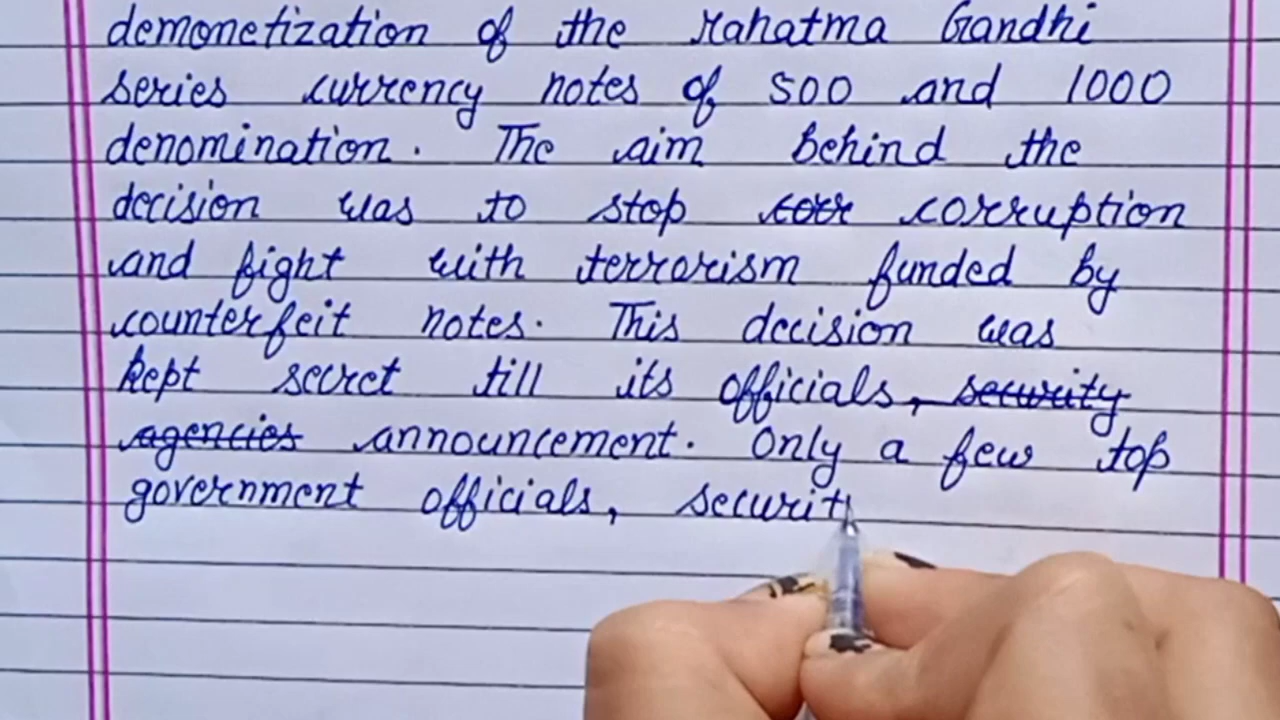 demonetization of the Mahatma Gandhi
series currency notes of 500 and 1000
denomination. The aim behind the
decision was to stop corr corruption
and fight with terrorism funded by
counterfeit notes. This decision was
kept secret till its officials, security
agencies announcement. Only a few top
government officials, securit